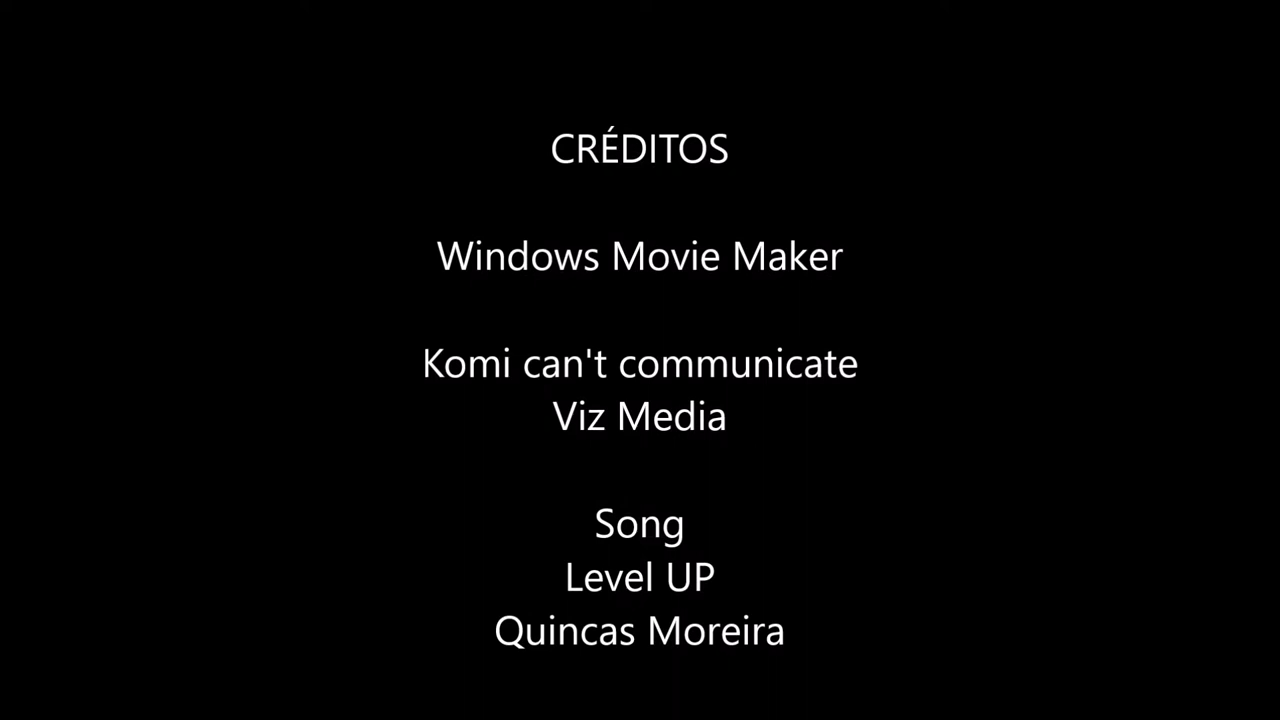 CRÉDITOS
Windows Movie Maker
Komi can't communicate
Viz Media
Song
Level UP
Quincas Moreira